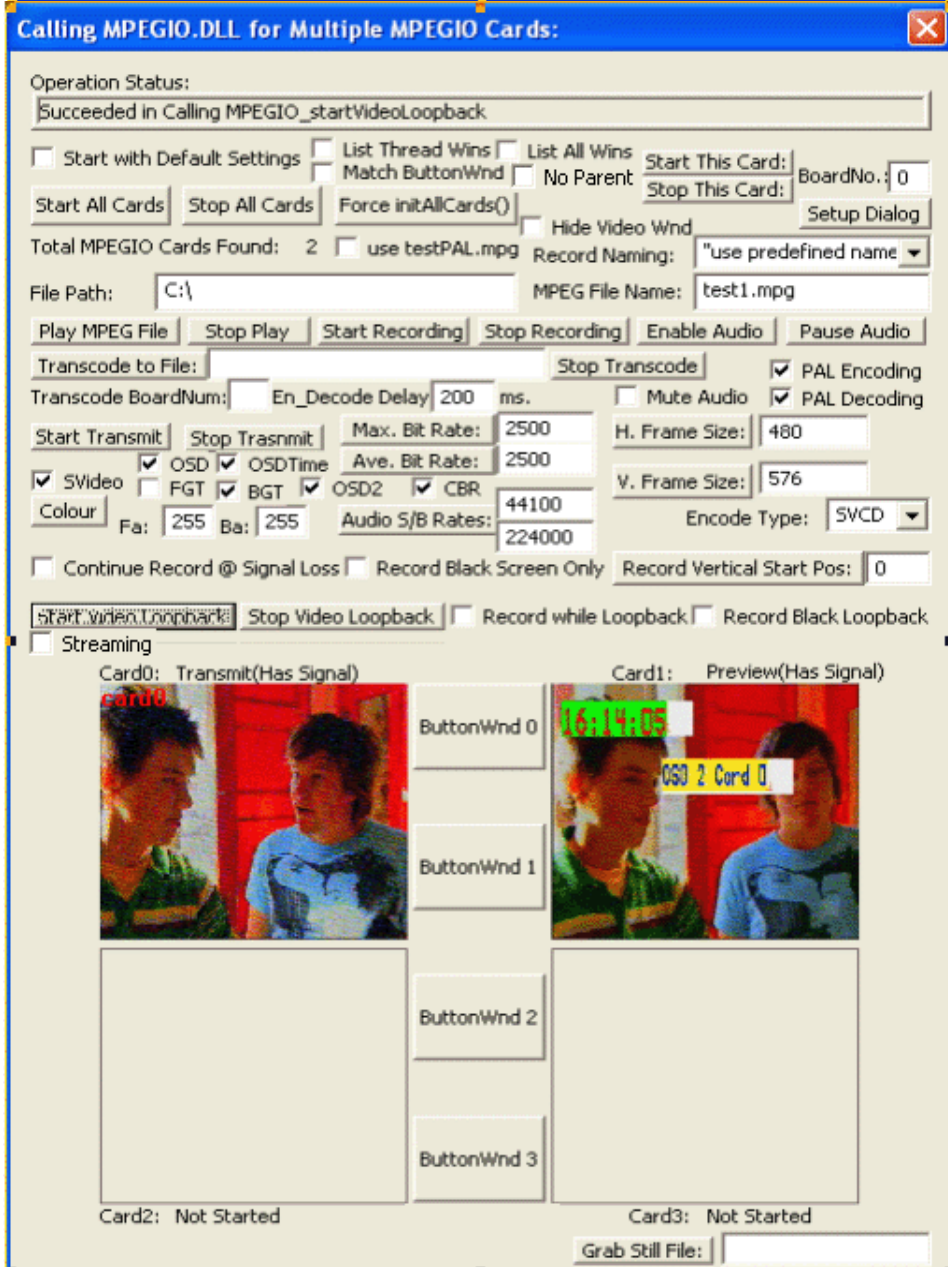 Calling MPEGIO.DLL for Multiple MPEGIO Cards:
Operation Status:
Succeeded in Calling MPEGIO_startVideoLoopback
Start with Default Settings List Thread Wins List All Wins Start This Card: BoardNo.: 0
Match ButtonWnd No Parent Stop This Card:
Start All Cards Stop All Cards Force initAllCards() Setup Dialog
Hide Video Wnd
Total MPEGIO Cards Found: 2 use testPAL.mpg Record Naming: "use predefined name
File Path: C:\ MPEG File Name: test1.mpg
Play MPEG File Stop Play Start Recording Stop Recording Enable Audio Pause Audio
Transcode to File: Stop Transcode PAL Encoding
Transcode BoardNum: En_Decode Delay 200 ms. Mute Audio PAL Decoding
Start Transmit Stop Trasnmit Max. Bit Rate: 2500 H. Frame Size: 480
OSD OSDTime Ave. Bit Rate: 2500
SVideo FGT BGT OSD2 CBR V. Frame Size: 576
Colour Fa: 255 Ba: 255 Audio S/B Rates: 44100 Encode Type: SVCD
224000
Continue Record @ Signal Loss Record Black Screen Only Record Vertical Start Pos: 0
Start Video Loopback Stop Video Loopback Record while Loopback Record Black Loopback
Streaming
Card0: Transmit(Has Signal) Card1: Preview(Has Signal)
card0
16:14:05
ButtonWnd 0
OSD 2 Card 0
ButtonWnd 1
ButtonWnd 2
ButtonWnd 3
Card2: Not Started Card3: Not Started
Grab Still File: